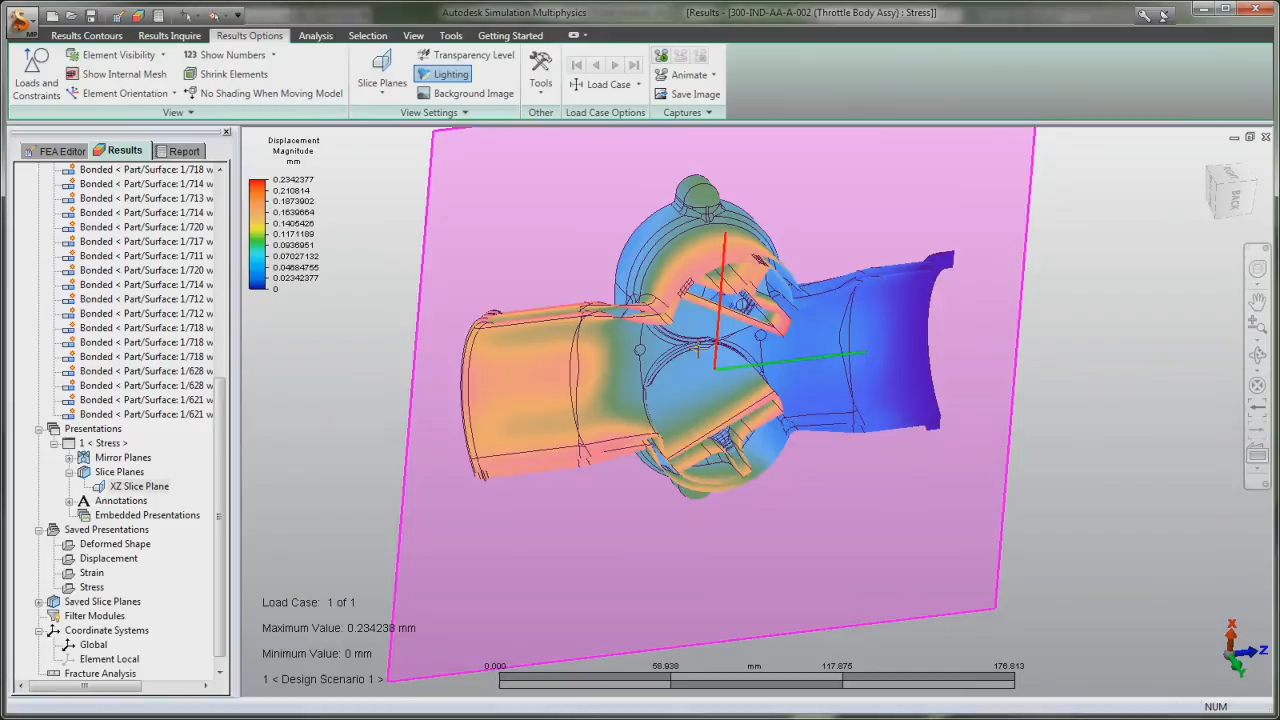 Autodesk Simulation Multiphysics
[Results - [300-IND-AA-A-002 (Throttle Body Assy) : Stress]]
MP
Results Contours
Results Inquire
Results Options
Analysis
Selection
View
Tools
Getting Started
Loads and
Constraints
Element Visibility
Show Internal Mesh
Element Orientation
123 Show Numbers
Shrink Elements
No Shading When Moving Model
View
Slice Planes
Transparency Level
Lighting
Background Image
View Settings
Tools
Other
Load Case
Load Case Options
Animate
Save Image
Captures
FEA Editor
Results
Report
Bonded < Part/Surface: 1/718 w
Bonded < Part/Surface: 1/714 w
Bonded < Part/Surface: 1/713 w
Bonded < Part/Surface: 1/714 w
Bonded < Part/Surface: 1/720 w
Bonded < Part/Surface: 1/717 w
Bonded < Part/Surface: 1/711 w
Bonded < Part/Surface: 1/720 w
Bonded < Part/Surface: 1/714 w
Bonded < Part/Surface: 1/712 w
Bonded < Part/Surface: 1/712 w
Bonded < Part/Surface: 1/718 w
Bonded < Part/Surface: 1/718 w
Bonded < Part/Surface: 1/718 w
Bonded < Part/Surface: 1/628 w
Bonded < Part/Surface: 1/628 w
Bonded < Part/Surface: 1/621 w
Bonded < Part/Surface: 1/621 w
Presentations
1 < Stress >
Mirror Planes
Slice Planes
XZ Slice Plane
Annotations
Embedded Presentations
Saved Presentations
Deformed Shape
Displacement
Strain
Stress
Saved Slice Planes
Filter Modules
Coordinate Systems
Global
Element Local
Fracture Analysis
Displacement
Magnitude
mm
0.2342377
0.210814
0.1873902
0.1639664
0.1405426
0.1171189
0.0936951
0.07027132
0.04684755
0.02342377
0
BACK
Load Case: 1 of 1
Maximum Value: 0.234238 mm
Minimum Value: 0 mm
1 < Design Scenario 1 >
0.000
58.938
mm
117.875
176.813
X
Z
Y
NUM